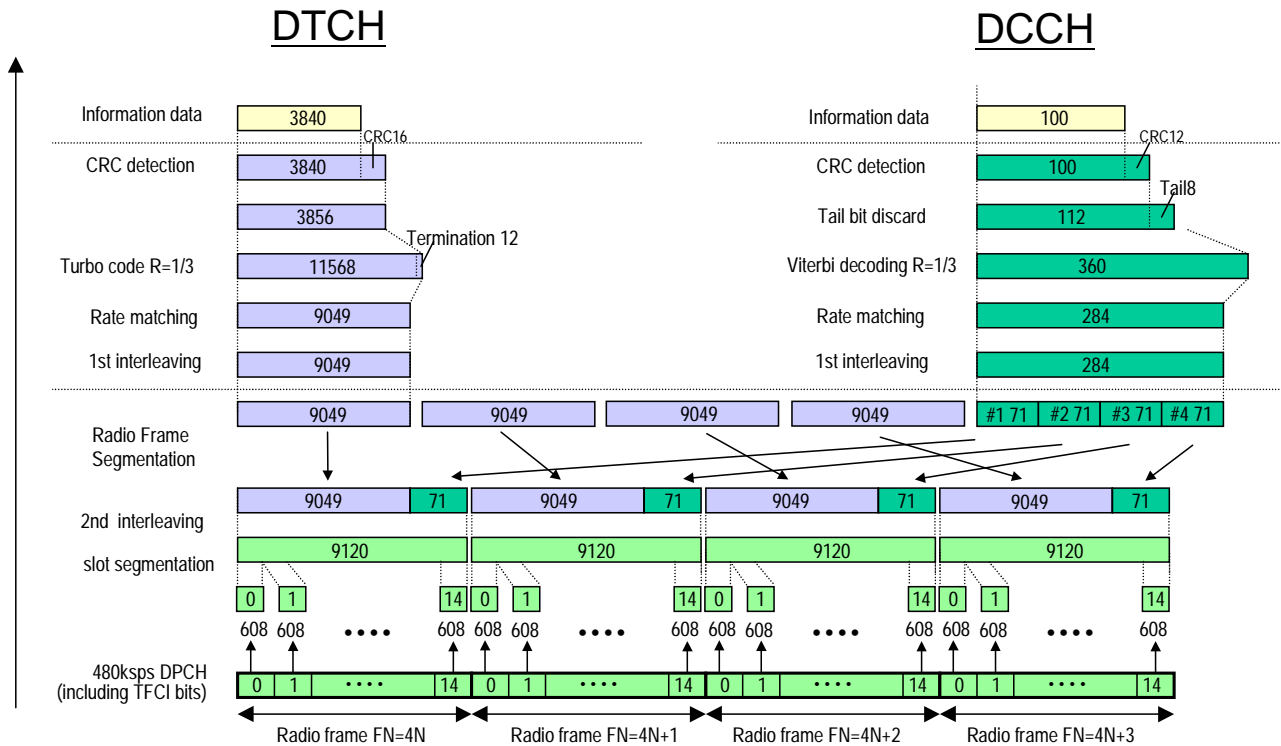 DTCH DCCH
Information data 3840 Information data 100
CRC16 CRC12
CRC detection 3840 CRC detection 100
Tail8
3856 Tail bit discard 112
Termination 12
Turbo code R=1/3 11568 Viterbi decoding R=1/3 360
Rate matching 9049 Rate matching 284
1st interleaving 9049 1st interleaving 284
9049 9049 9049 9049 #1 71 #2 71 #3 71 #4 71
Radio Frame
Segmentation
9049 71 9049 71 9049 71 9049 71
2nd interleaving
9120 9120 9120 9120
slot segmentation
0 1 14 0 1 14 0 1 14 0 1 14
608 608 •••• 608 608 608 •••• 608 608 608 •••• 608 608 608 •••• 608
480ksps DPCH
(including TFCI bits)
0 1 •••• 14 0 1 •••• 14 0 1 •••• 14 0 1 •••• 14
Radio frame FN=4N Radio frame FN=4N+1 Radio frame FN=4N+2 Radio frame FN=4N+3